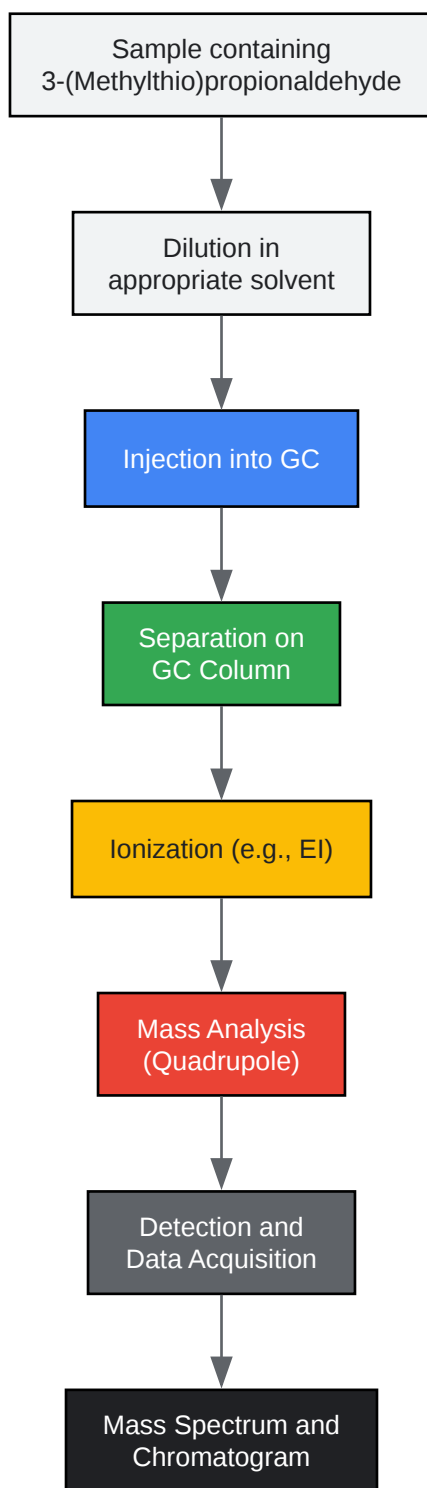 Sample containing
3-(Methylthio)propionaldehyde
Dilution in
appropriate solvent
Injection into GC
Separation on
GC Column
Ionization (e.g., EI)
Mass Analysis
(Quadrupole)
Detection and
Data Acquisition
Mass Spectrum and
Chromatogram